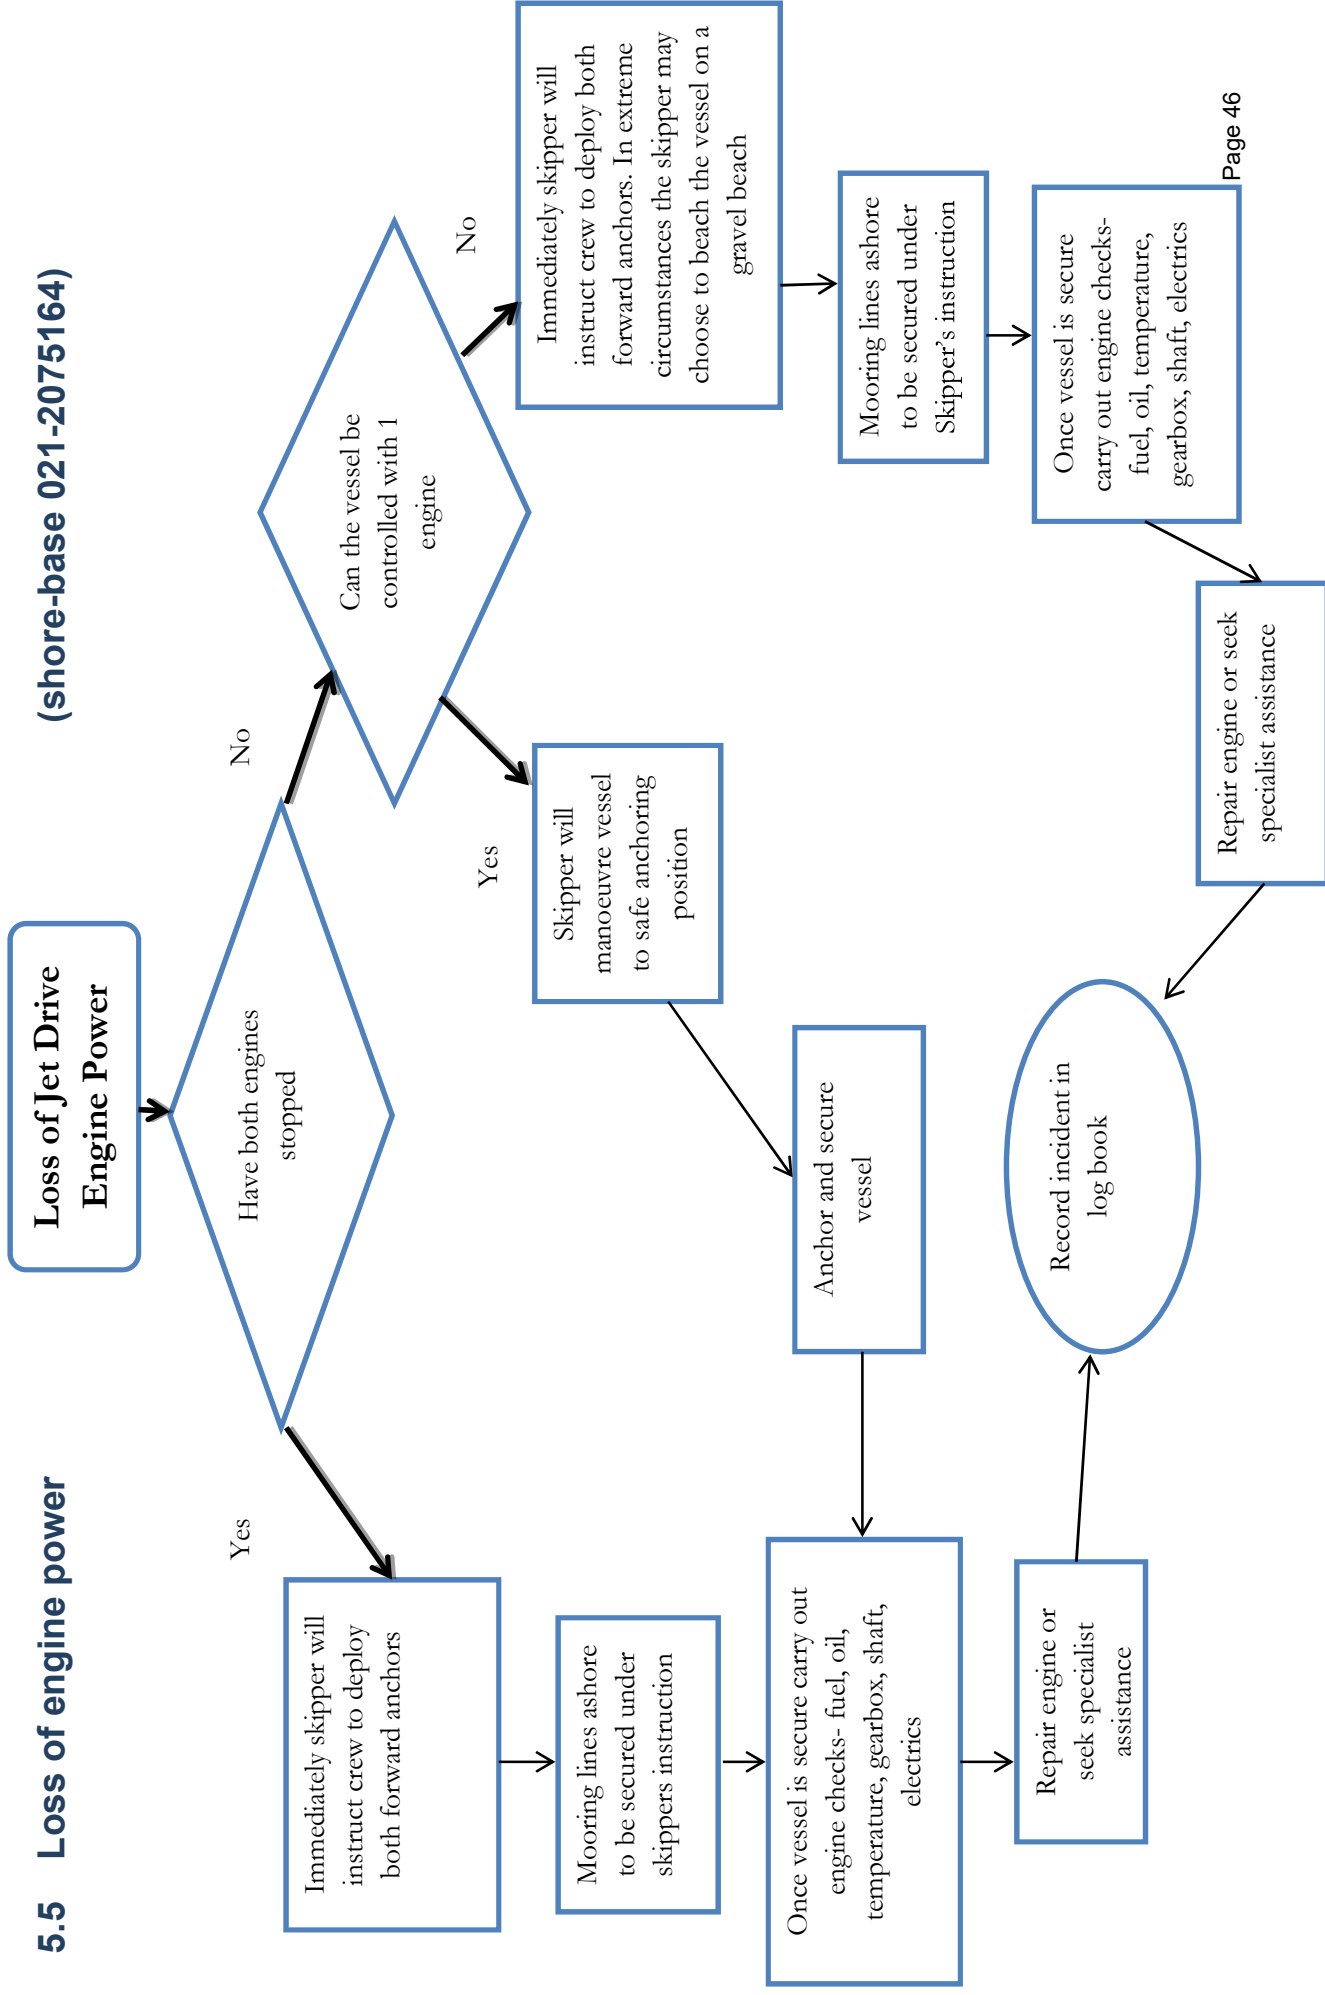 5.5 Loss of engine power (shore-base 021-2075164)
Loss of Jet Drive
Engine Power
Have both engines
stopped
Yes
No
Can the vessel be
controlled with 1
engine
Yes
No
Immediately skipper will
instruct crew to deploy
both forward anchors
Mooring lines ashore
to be secured under
skippers instruction
Once vessel is secure carry out
engine checks- fuel, oil,
temperature, gearbox, shaft,
electrics
Repair engine or
seek specialist
assistance
Skipper will
manoeuvre vessel
to safe anchoring
position
Anchor and secure
vessel
Immediately skipper will
instruct crew to deploy both
forward anchors. In extreme
circumstances the skipper may
choose to beach the vessel on a
gravel beach
Mooring lines ashore
to be secured under
Skipper’s instruction
Once vessel is secure
carry out engine checks-
fuel, oil, temperature,
gearbox, shaft, electrics
Repair engine or seek
specialist assistance
Record incident in
log book
Page 46